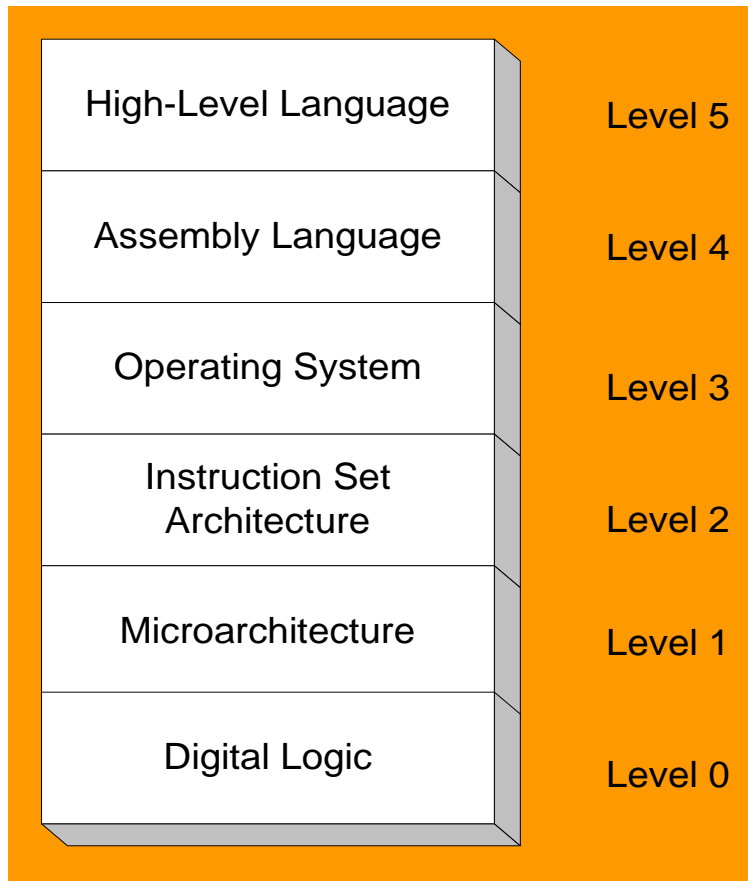 High-Level Language
Level 5
Assembly Language
Level 4
Operating System
Level 3
Instruction Set
Architecture
Level 2
Microarchitecture
Level 1
Digital Logic
Level 0